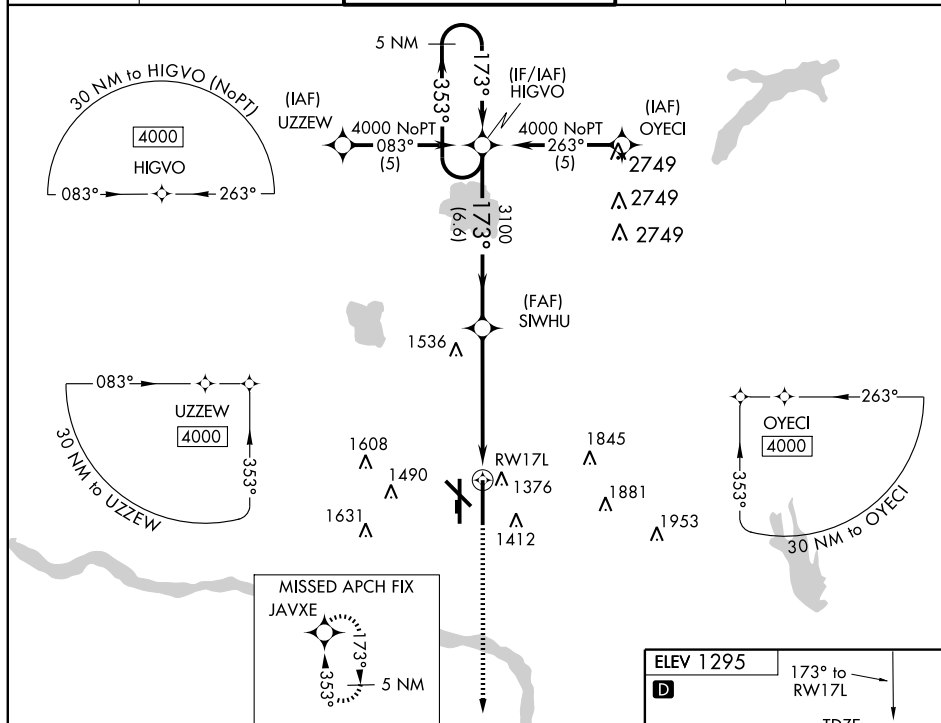 5 NM
173°
353°
(IF/IAF)
HIGVO
30 NM to HIGVO (NoPT)
4000
HIGVO
083°
263°
(IAF)
UZZEW
4000 NoPT
083°
(5)
4000 NoPT
263°
(5)
(IAF)
OYECI
2749
2749
2749
3100
173°
(6.6)
(FAF)
SIWHU
1536
083°
UZZEW
4000
353°
30 NM to UZZEW
263°
OYECI
4000
353°
30 NM to OYECI
1608
1490
1631
RW17L
1376
1412
1845
1881
1953
MISSED APCH FIX
JAVXE
173°
353°
5 NM
ELEV 1295
D
173° to
RW17L
TDZE